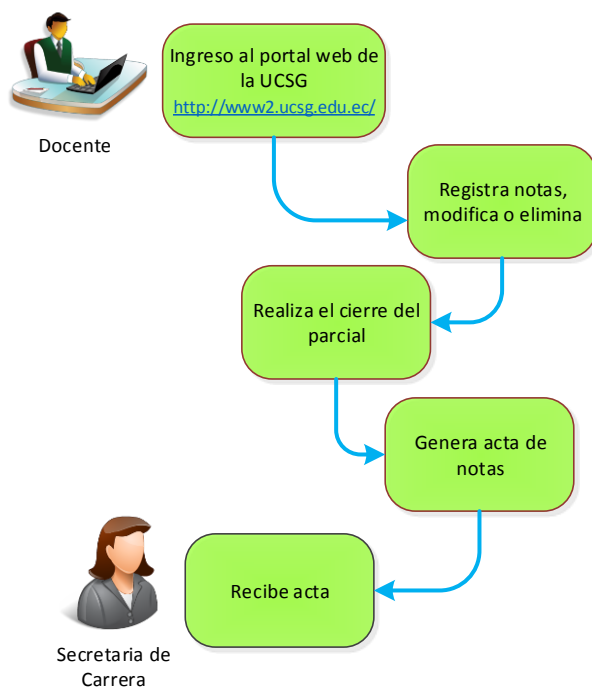 Ingreso al portal web de
la UCSG
http://www2.ucsg.edu.ec/
Docente
Registra notas,
modifica o elimina
Realiza el cierre del
parcial
Genera acta de
notas
Recibe acta
Secretaria de
Carrera